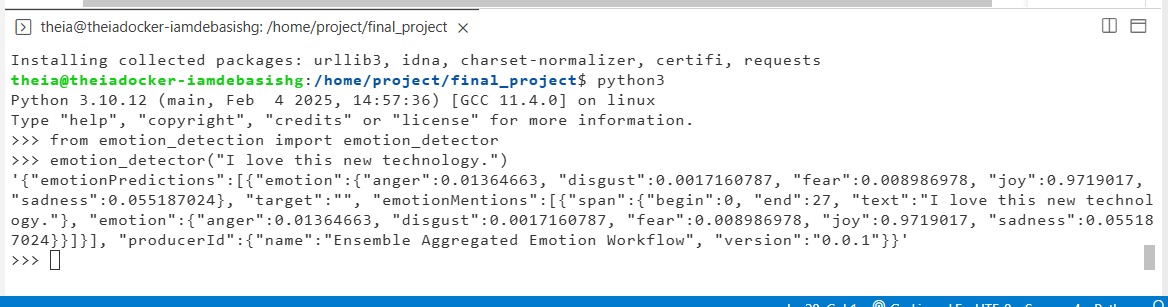 theia@theiadocker-iamdebasishg: /home/project/final_project
Installing collected packages: urllib3, idna, charset-normalizer, certifi, requests
theia@theiadocker-iamdebasishg:/home/project/final_project$ python3
Python 3.10.12 (main, Feb  4 2025, 14:57:36) [GCC 11.4.0] on linux
Type "help", "copyright", "credits" or "license" for more information.
>>> from emotion_detection import emotion_detector
>>> emotion_detector("I love this new technology.")
'{"emotionPredictions":[{"emotion":{"anger":0.01364663, "disgust":0.0017160787, "fear":0.008986978, "joy":0.9719017,
"sadness":0.055187024}, "target":"", "emotionMentions":[{"span":{"begin":0, "end":27, "text":"I love this new technol
ogy."}, "emotion":{"anger":0.01364663, "disgust":0.0017160787, "fear":0.008986978, "joy":0.9719017, "sadness":0.05518
7024}}]}], "producerId":{"name":"Ensemble Aggregated Emotion Workflow", "version":"0.0.1"}}'
>>>